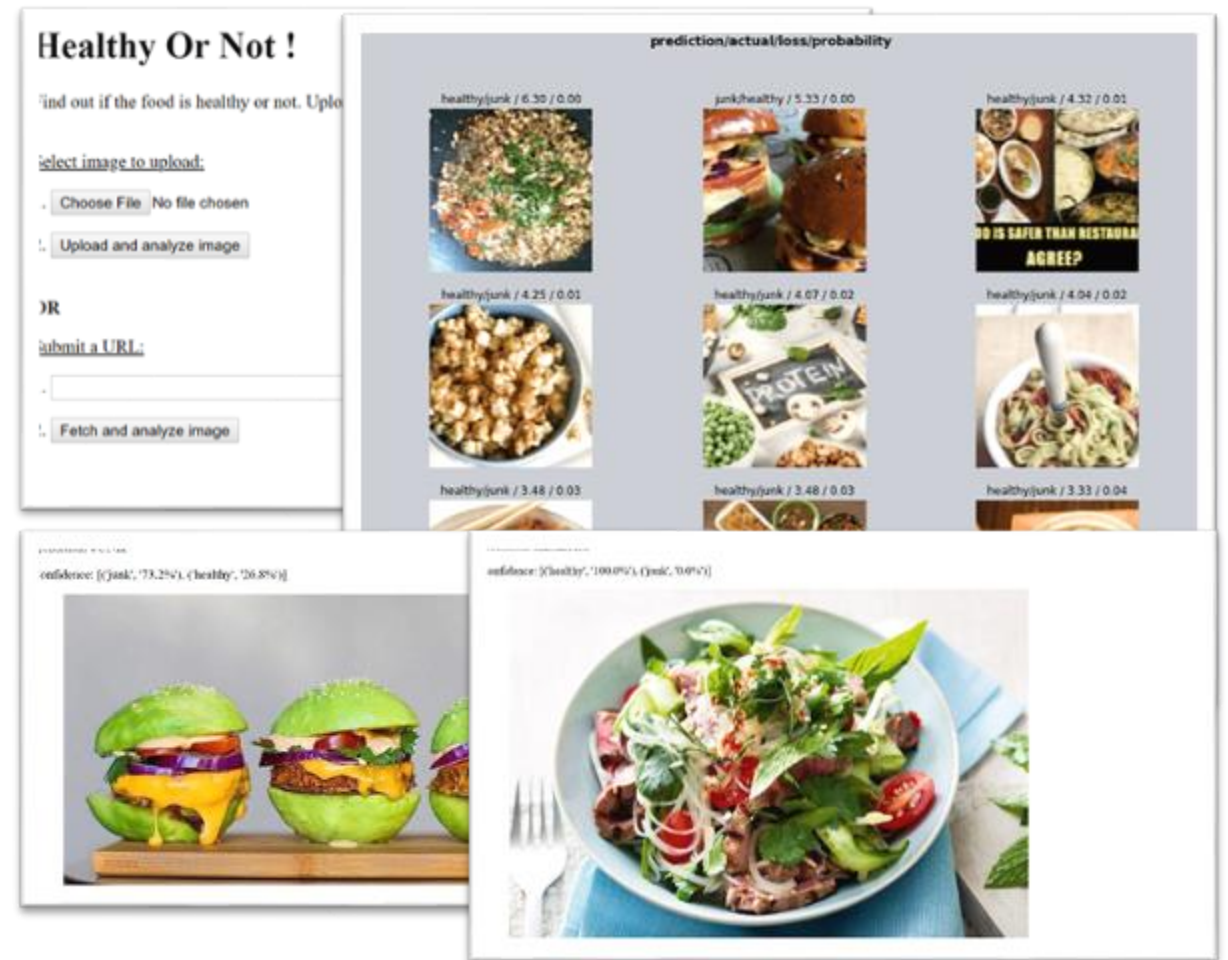 Healthy Or Not !
ind out if the food is healthy or not. Uplo
Select image to upload:
Choose File No file chosen
Upload and analyze image
OR
Submit a URL:
Fetch and analyze image
prediction/actual/loss/probability
healthy/junk / 6.30 / 0.00
junk/healthy / 5.33 / 0.00
healthy/junk / 4.32 / 0.01
OD IS SAFER THAN RESTAURA
AGREE?
healthy/junk / 4.25 / 0.01
healthy/junk / 4.07 / 0.02
healthy/junk / 4.04 / 0.02
PROTEIN
healthy/junk / 3.48 / 0.03
healthy/junk / 3.48 / 0.03
healthy/junk / 3.33 / 0.04
onfidence: [('junk', '73.2%'), ('healthy', '26.8%')]
onfidence: [('healthy', '100.0%'), ('junk', '0.0%')]